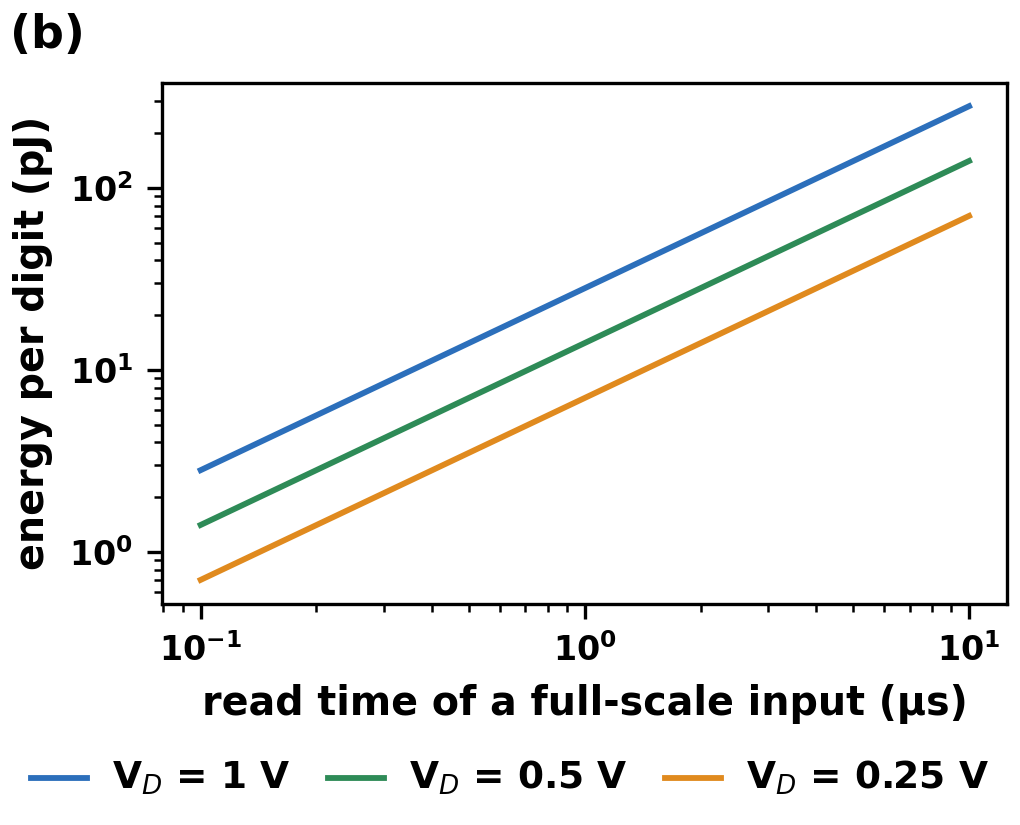 (b)
energy per digit (pJ)
10²
10¹
10⁰
10⁻¹ 10⁰ 10¹
read time of a full-scale input (μs)
V_D = 1 V V_D = 0.5 V V_D = 0.25 V